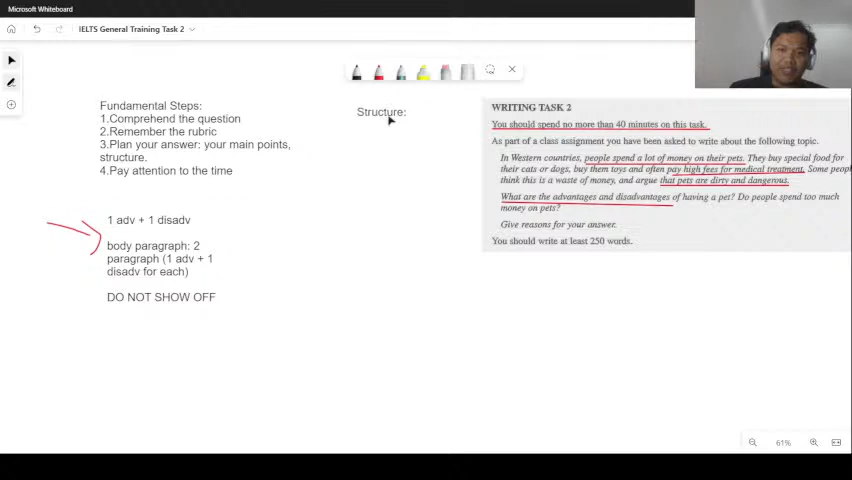 Microsoft Whiteboard
IELTS General Training Task 2
Fundamental Steps:
1.Comprehend the question
2.Remember the rubric
3.Plan your answer: your main points,
structure.
4.Pay attention to the time
1 adv + 1 disadv
body paragraph: 2
paragraph (1 adv + 1
disadv for each)
DO NOT SHOW OFF
Structure:
WRITING TASK 2
You should spend no more than 40 minutes on this task.
As part of a class assignment you have been asked to write about the following topic.
In Western countries, people spend a lot of money on their pets. They buy special food for
their cats or dogs, buy them toys and often pay high fees for medical treatment. Some peop
think this is a waste of money, and argue that pets are dirty and dangerous.
What are the advantages and disadvantages of having a pet? Do people spend too much
money on pets?
Give reasons for your answer.
You should write at least 250 words.
61%